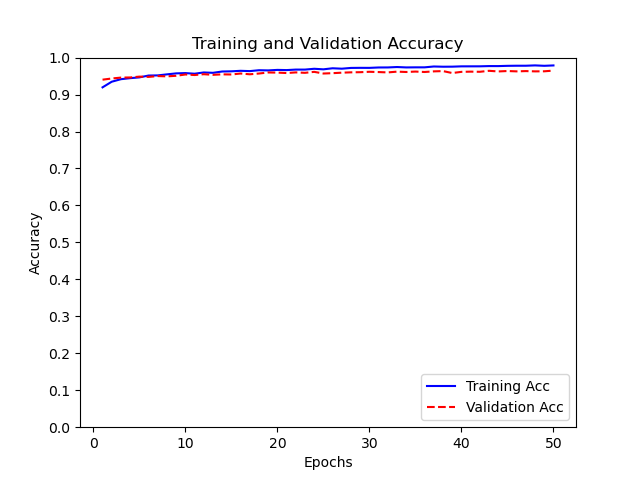 Training and Validation Accuracy
1.0
0.9
0.8
0.7
0.6
0.5
0.4
0.3
0.2
0.1
0.0
Accuracy
Training Acc
Validation Acc
0 10 20 30 40 50
Epochs